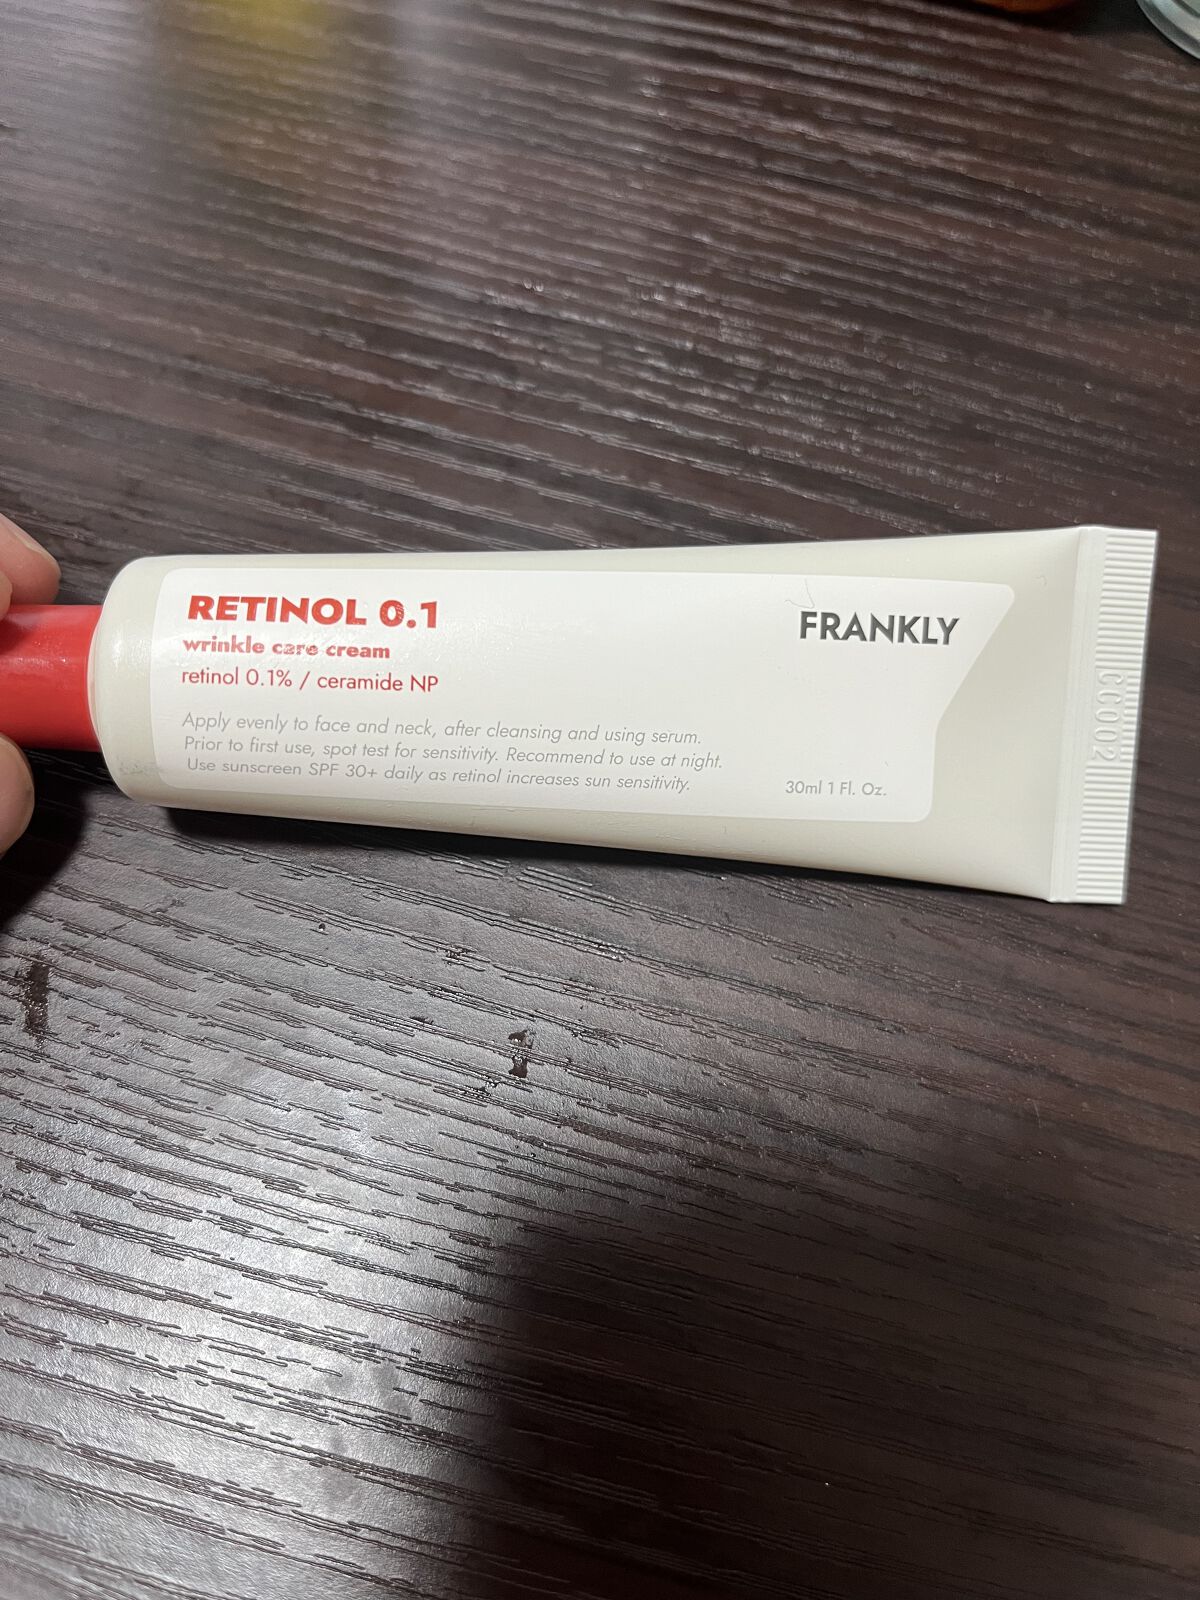 RETINOL 0.1
wrinkle care cream
retinol 0.1% / ceramide NP
FRANKLY
Apply evenly to face and neck, after cleansing and using serum.
Prior to first use, spot test for sensitivity. Recommend to use at night.
Use sunscreen SPF 30+ daily as retinol increases sun sensitivity.
30ml 1 Fl. Oz.
CC002